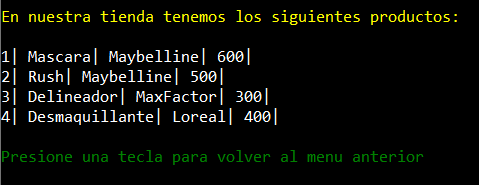 En nuestra tienda tenemos los siguientes productos:
1| Mascara| Maybelline| 600|
2| Rush| Maybelline| 500|
3| Delineador| MaxFactor| 300|
4| Desmaquillante| Loreal| 400|
Presione una tecla para volver al menu anterior